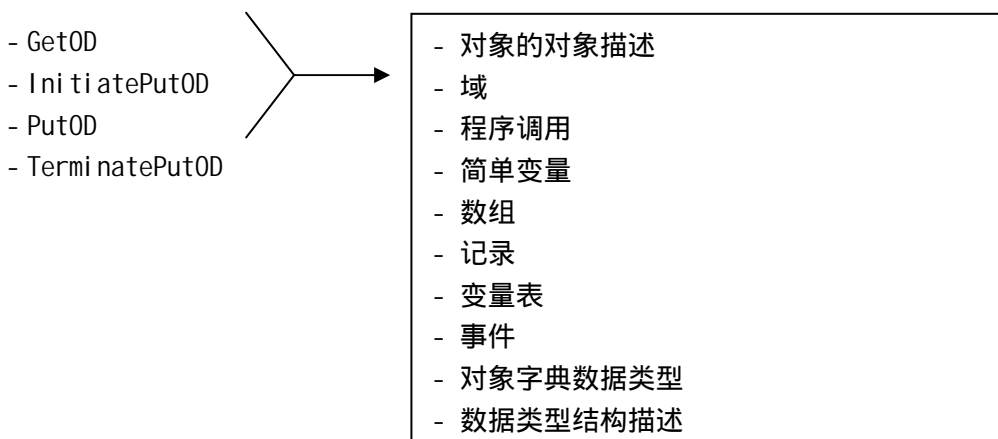 - GetOD
- InitiatePutOD
- PutOD
- TerminatePutOD
- 对象的对象描述
- 域
- 程序调用
- 简单变量
- 数组
- 记录
- 变量表
- 事件
- 对象字典数据类型
- 数据类型结构描述